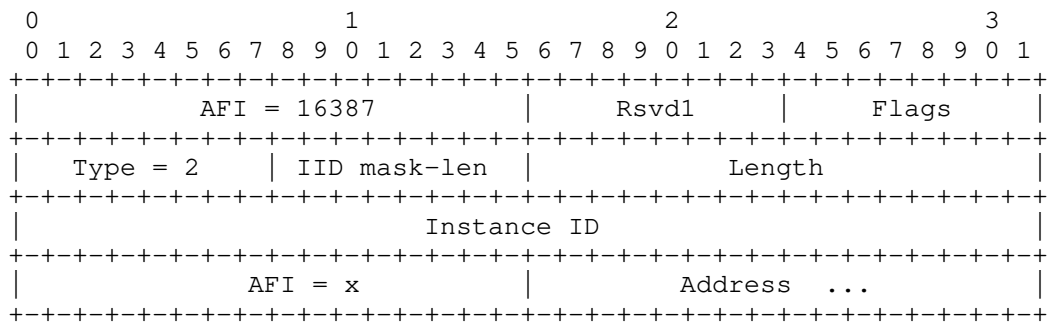 0                   1                   2                   3
 0 1 2 3 4 5 6 7 8 9 0 1 2 3 4 5 6 7 8 9 0 1 2 3 4 5 6 7 8 9 0 1
+-+-+-+-+-+-+-+-+-+-+-+-+-+-+-+-+-+-+-+-+-+-+-+-+-+-+-+-+-+-+-+-+
|           AFI = 16387         |     Rsvd1     |     Flags     |
+-+-+-+-+-+-+-+-+-+-+-+-+-+-+-+-+-+-+-+-+-+-+-+-+-+-+-+-+-+-+-+-+
|   Type = 2    | IID mask-len  |            Length             |
+-+-+-+-+-+-+-+-+-+-+-+-+-+-+-+-+-+-+-+-+-+-+-+-+-+-+-+-+-+-+-+-+
|                         Instance ID                           |
+-+-+-+-+-+-+-+-+-+-+-+-+-+-+-+-+-+-+-+-+-+-+-+-+-+-+-+-+-+-+-+-+
|              AFI = x          |         Address  ...          |
+-+-+-+-+-+-+-+-+-+-+-+-+-+-+-+-+-+-+-+-+-+-+-+-+-+-+-+-+-+-+-+-+